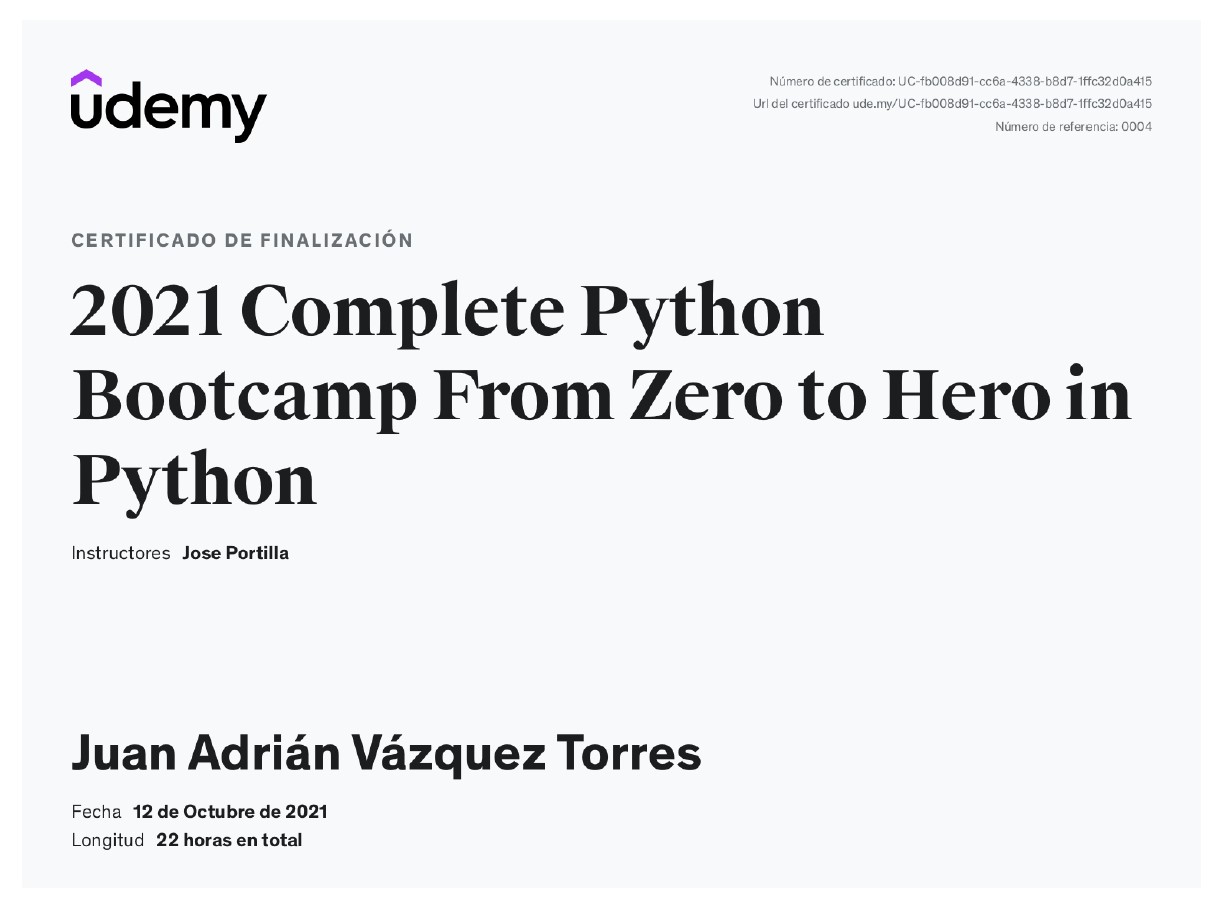 udemy
Número de certificado: UC-fb008d91-cc6a-4338-b8d7-1ffc32d0a415
Url del certificado ude.my/UC-fb008d91-cc6a-4338-b8d7-1ffc32d0a415
Número de referencia: 0004
CERTIFICADO DE FINALIZACIÓN
2021 Complete Python
Bootcamp From Zero to Hero in
Python
Instructores Jose Portilla
Juan Adrián Vázquez Torres
Fecha 12 de Octubre de 2021
Longitud 22 horas en total